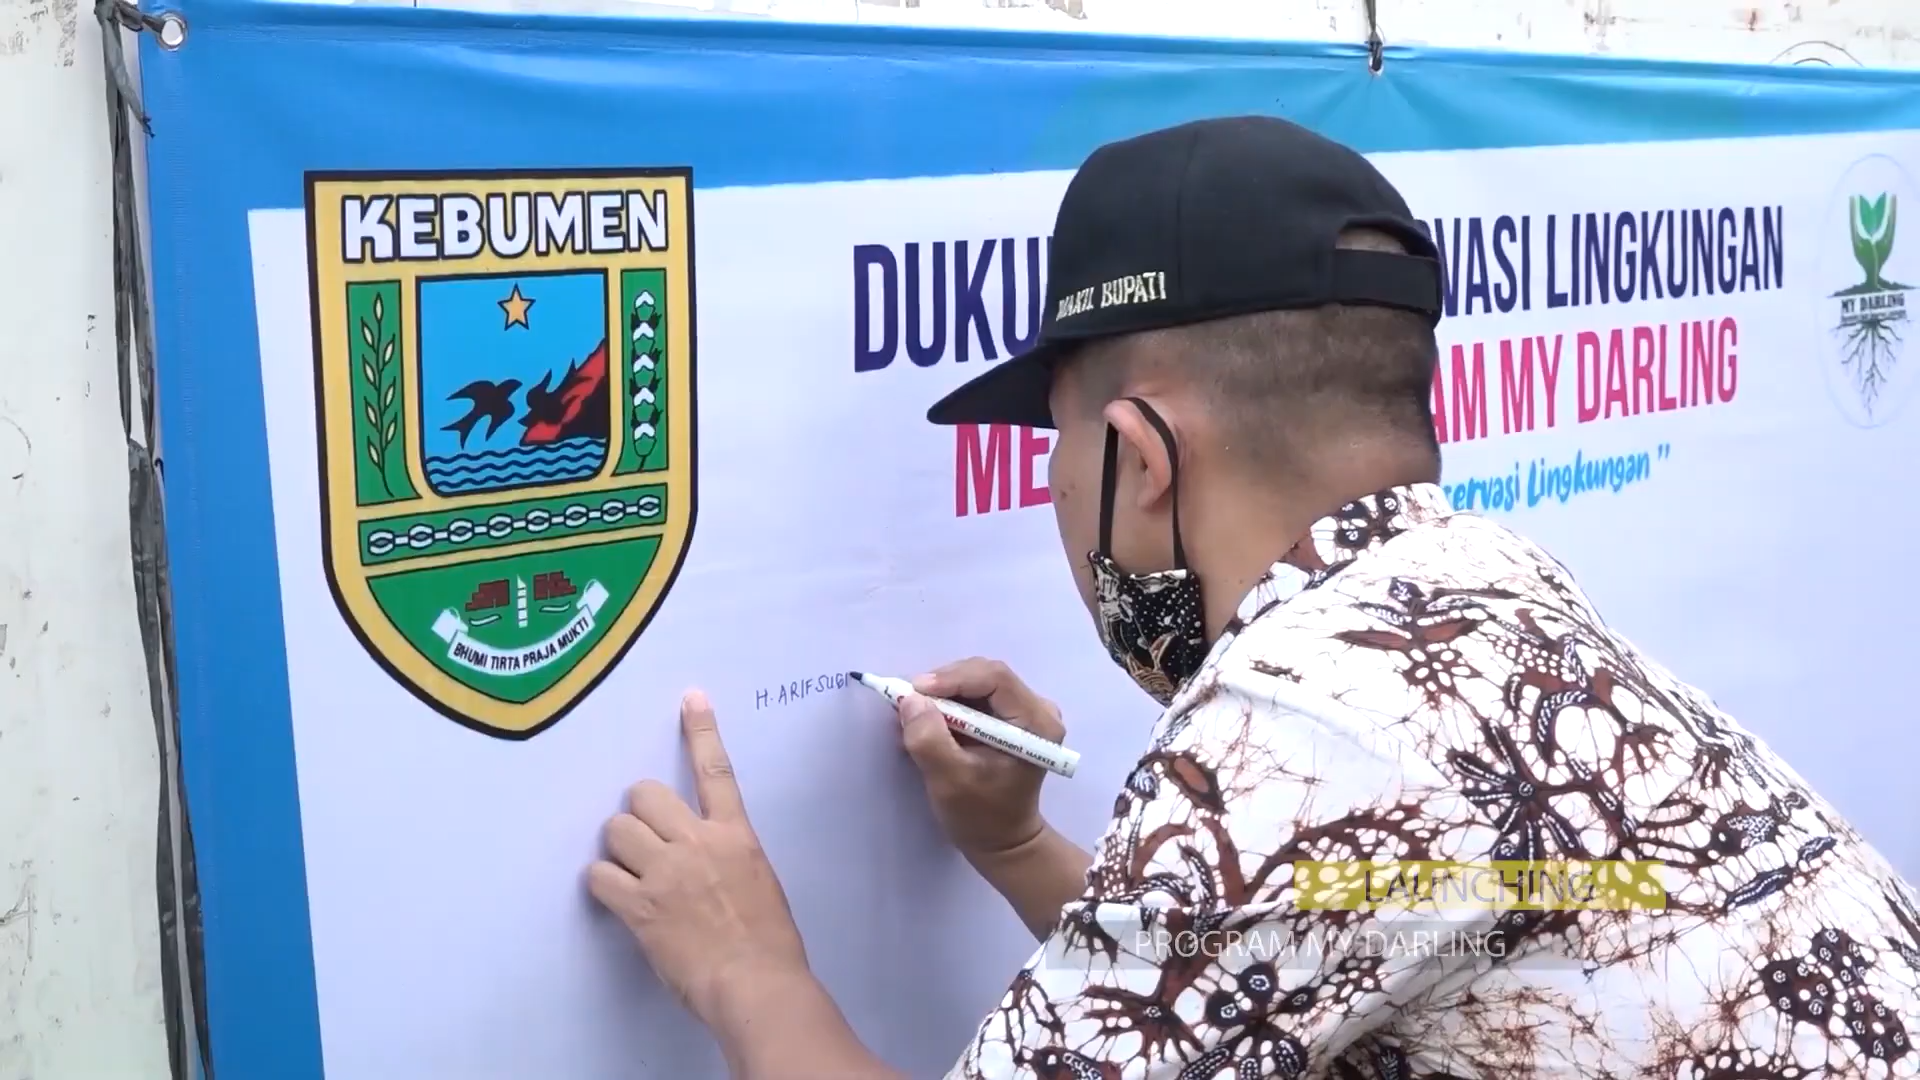 KEBUMEN
DUKU VASI LINGKUNGAN
ME AM MY DARLING
servasi Lingkungan "
MY DARLING
WAKIL BUPATI
BHUMI TIRTA PRAJA MUKTI
H. ARIF SUGI
MAN
Permanent MARKER
LAUNCHING
PROGRAM MY DARLING